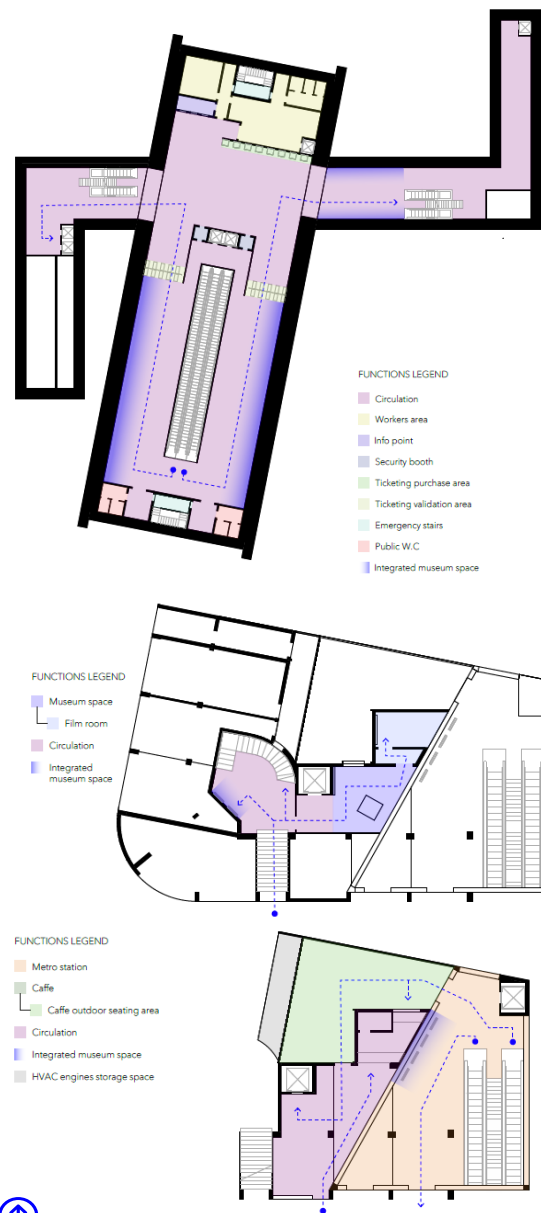 FUNCTIONS LEGEND
Circulation
Workers area
Info point
Security booth
Ticketing purchase area
Ticketing validation area
Emergency stairs
Public W.C
Integrated museum space
FUNCTIONS LEGEND
Museum space
Film room
Circulation
Integrated
museum space
FUNCTIONS LEGEND
Metro station
Caffe
Caffe outdoor seating area
Circulation
Integrated museum space
HVAC engines storage space